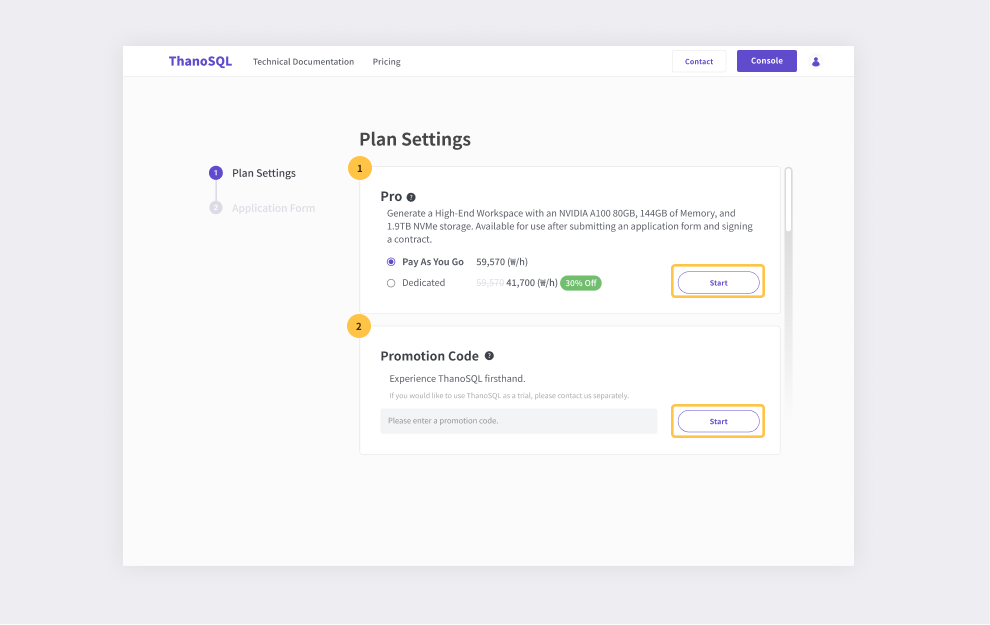 ThanoSQL
Technical Documentation
Pricing
Contact
Console
Plan Settings
1 Plan Settings
2 Application Form
1
Pro ?
Generate a High-End Workspace with an NVIDIA A100 80GB, 144GB of Memory, and
1.9TB NVMe storage. Available for use after submitting an application form and signing
a contract.
Pay As You Go 59,570 (₩/h)
Dedicated 59,570 41,700 (₩/h) 30% Off
Start
2
Promotion Code ?
Experience ThanoSQL firsthand.
If you would like to use ThanoSQL as a trial, please contact us separately.
Please enter a promotion code.
Start